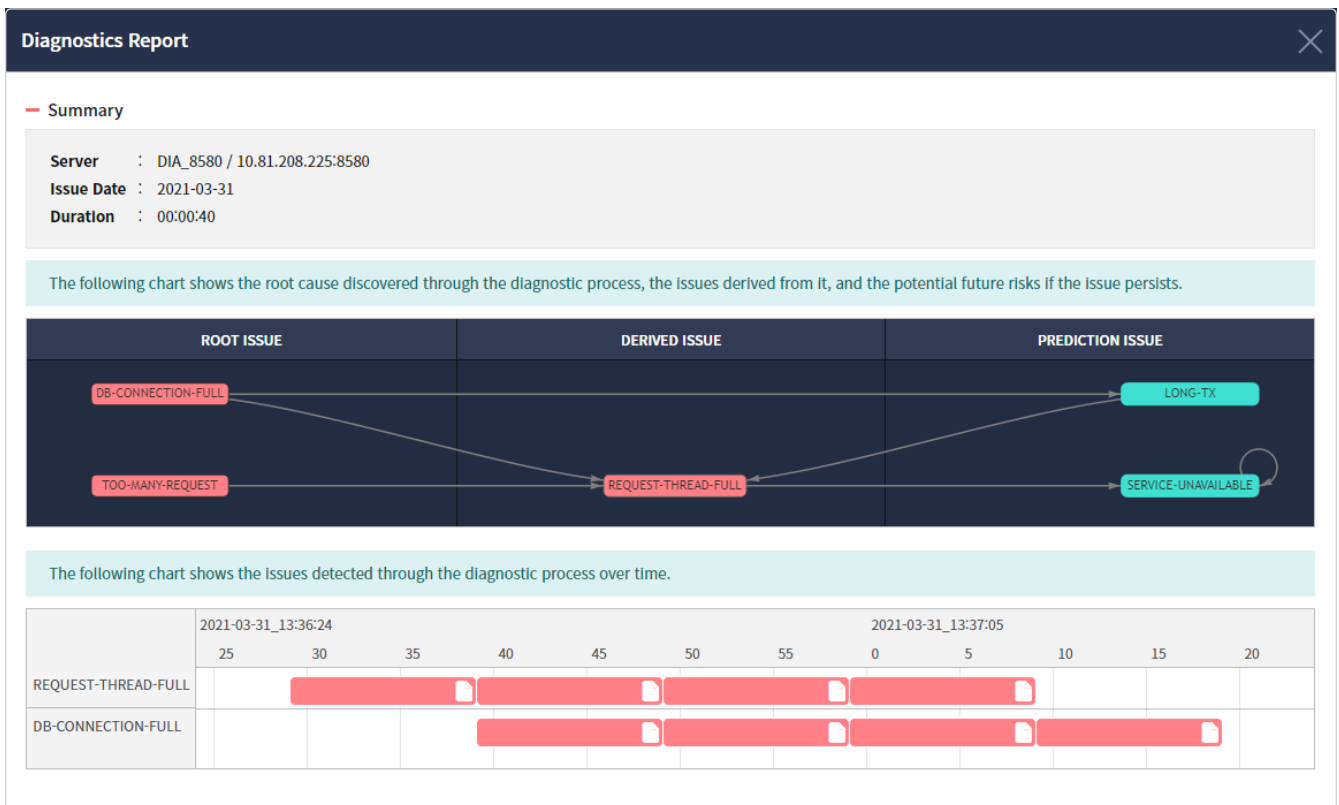 Diagnostics Report
Summary
Server : DIA_8580 / 10.81.208.225:8580
Issue Date : 2021-03-31
Duration : 00:00:40
The following chart shows the root cause discovered through the diagnostic process, the issues derived from it, and the potential future risks if the issue persists.
ROOT ISSUE DERIVED ISSUE PREDICTION ISSUE
DB-CONNECTION-FULL LONG-TX
TOO-MANY-REQUEST REQUEST-THREAD-FULL SERVICE-UNAVAILABLE
The following chart shows the issues detected through the diagnostic process over time.
2021-03-31_13:36:24 2021-03-31_13:37:05
25 30 35 40 45 50 55 0 5 10 15 20
REQUEST-THREAD-FULL
DB-CONNECTION-FULL